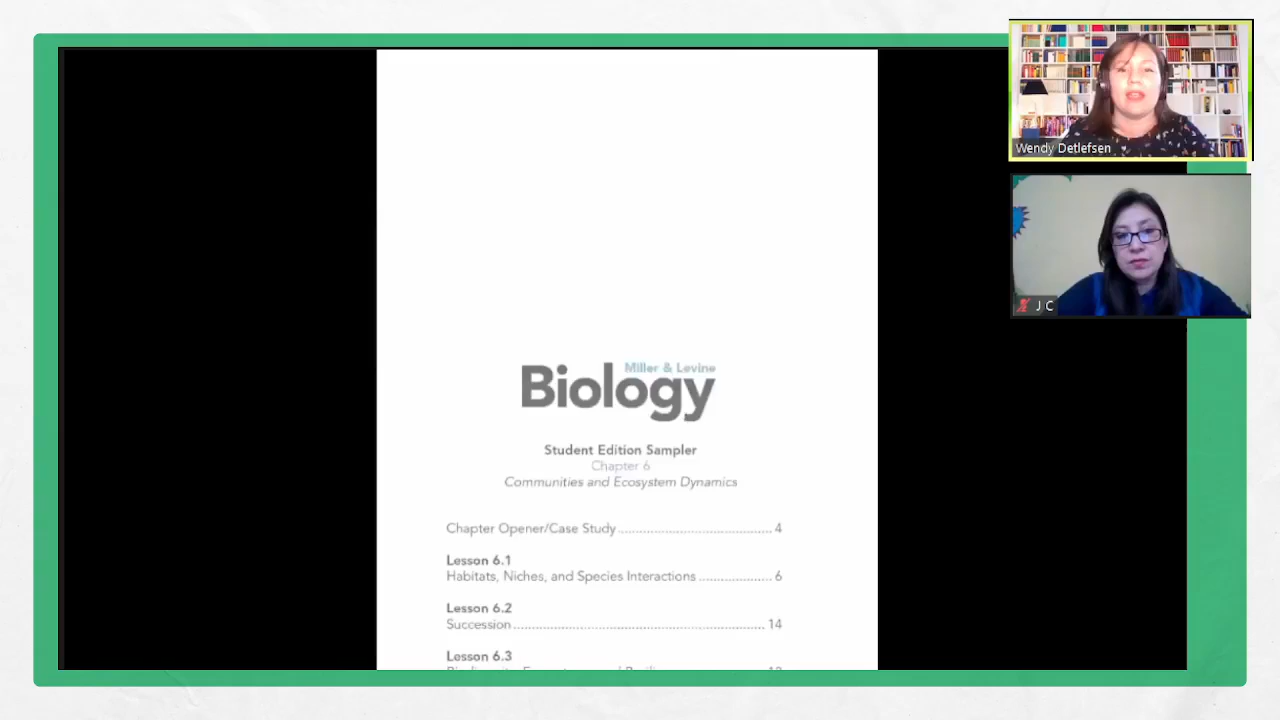 Miller & Levine
Biology
Student Edition Sampler
Chapter 6
Communities and Ecosystem Dynamics
Chapter Opener/Case Study 4
Lesson 6.1
Habitats, Niches, and Species Interactions 6
Lesson 6.2
Succession 14
Lesson 6.3
Wendy Detlefsen
J C